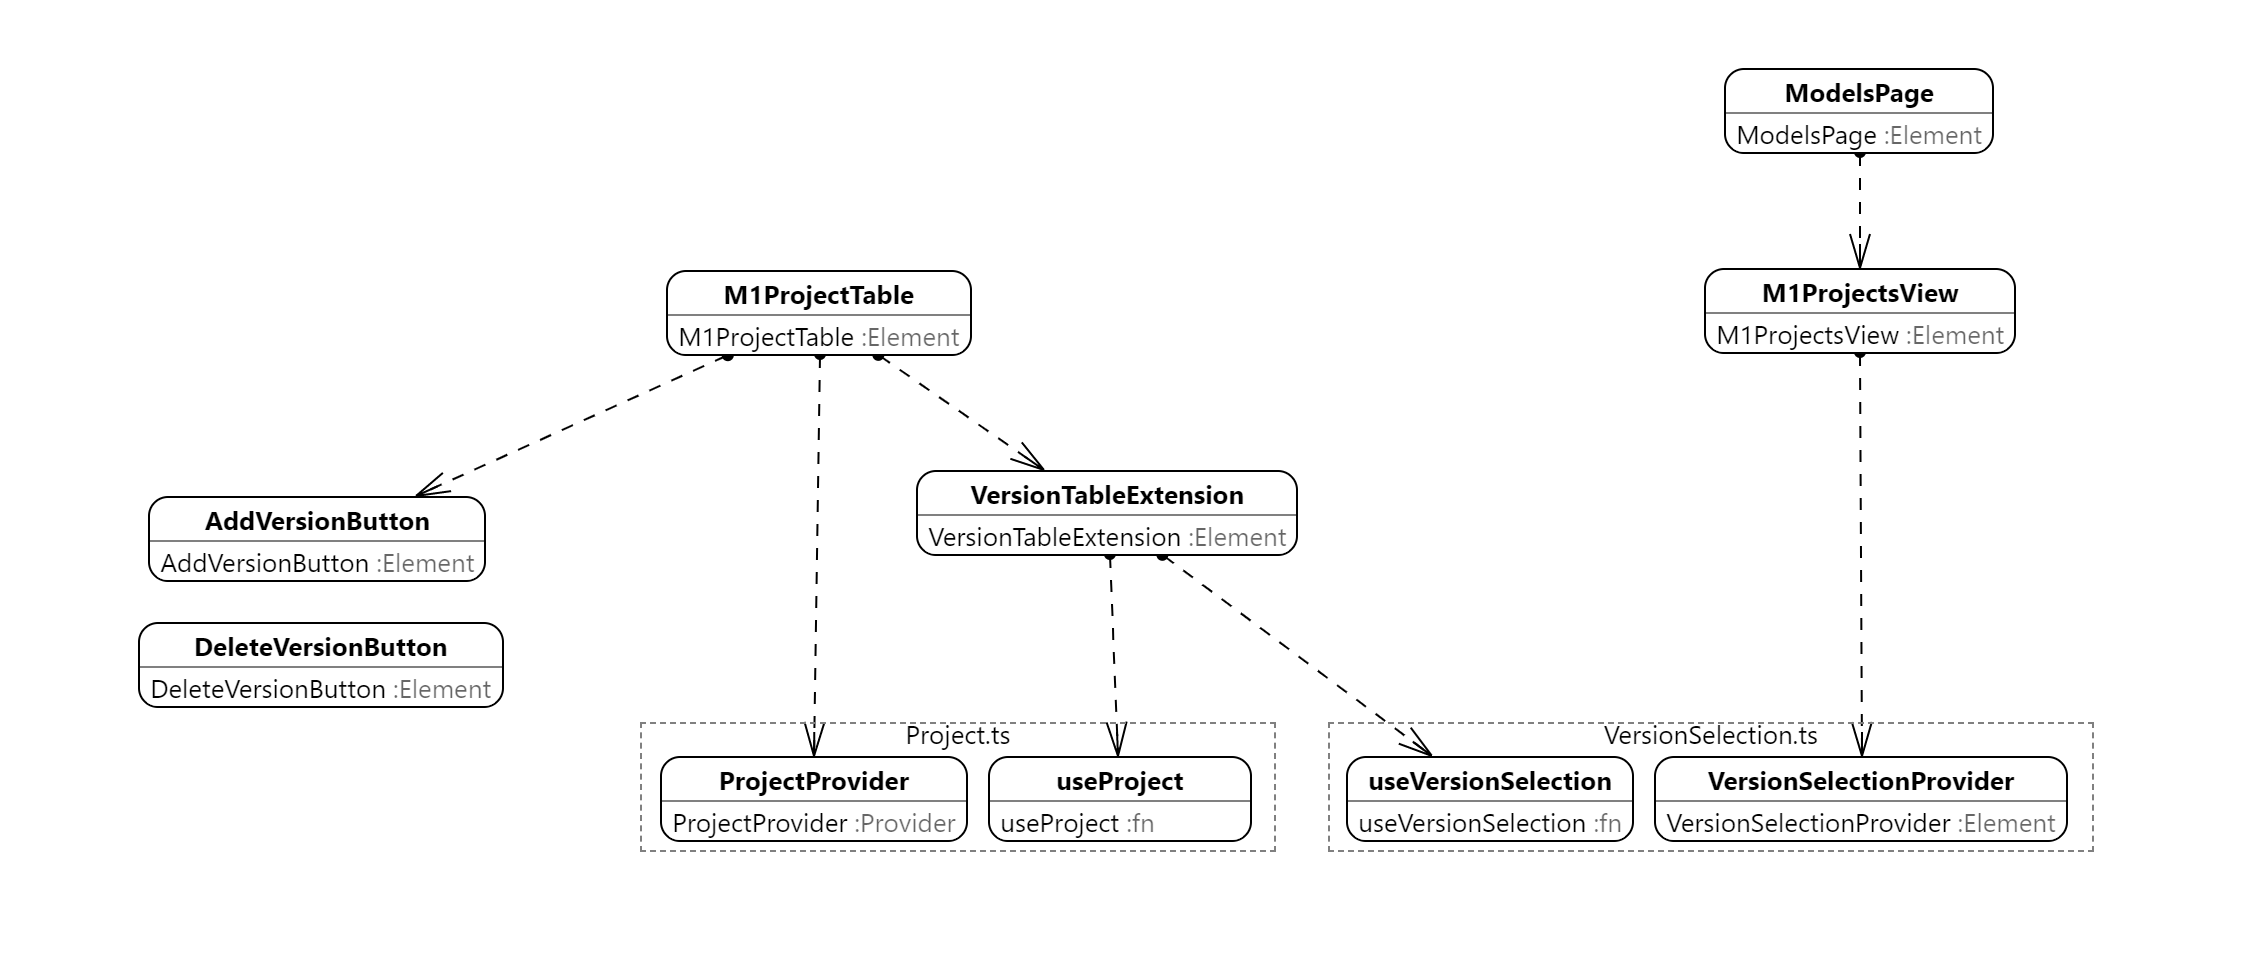 ModelsPage
ModelsPage :Element
M1ProjectTable
M1ProjectTable :Element
M1ProjectsView
M1ProjectsView :Element
AddVersionButton
AddVersionButton :Element
VersionTableExtension
VersionTableExtension :Element
DeleteVersionButton
DeleteVersionButton :Element
Project.ts
ProjectProvider
ProjectProvider :Provider
useProject
useProject :fn
VersionSelection.ts
useVersionSelection
useVersionSelection :fn
VersionSelectionProvider
VersionSelectionProvider :Element